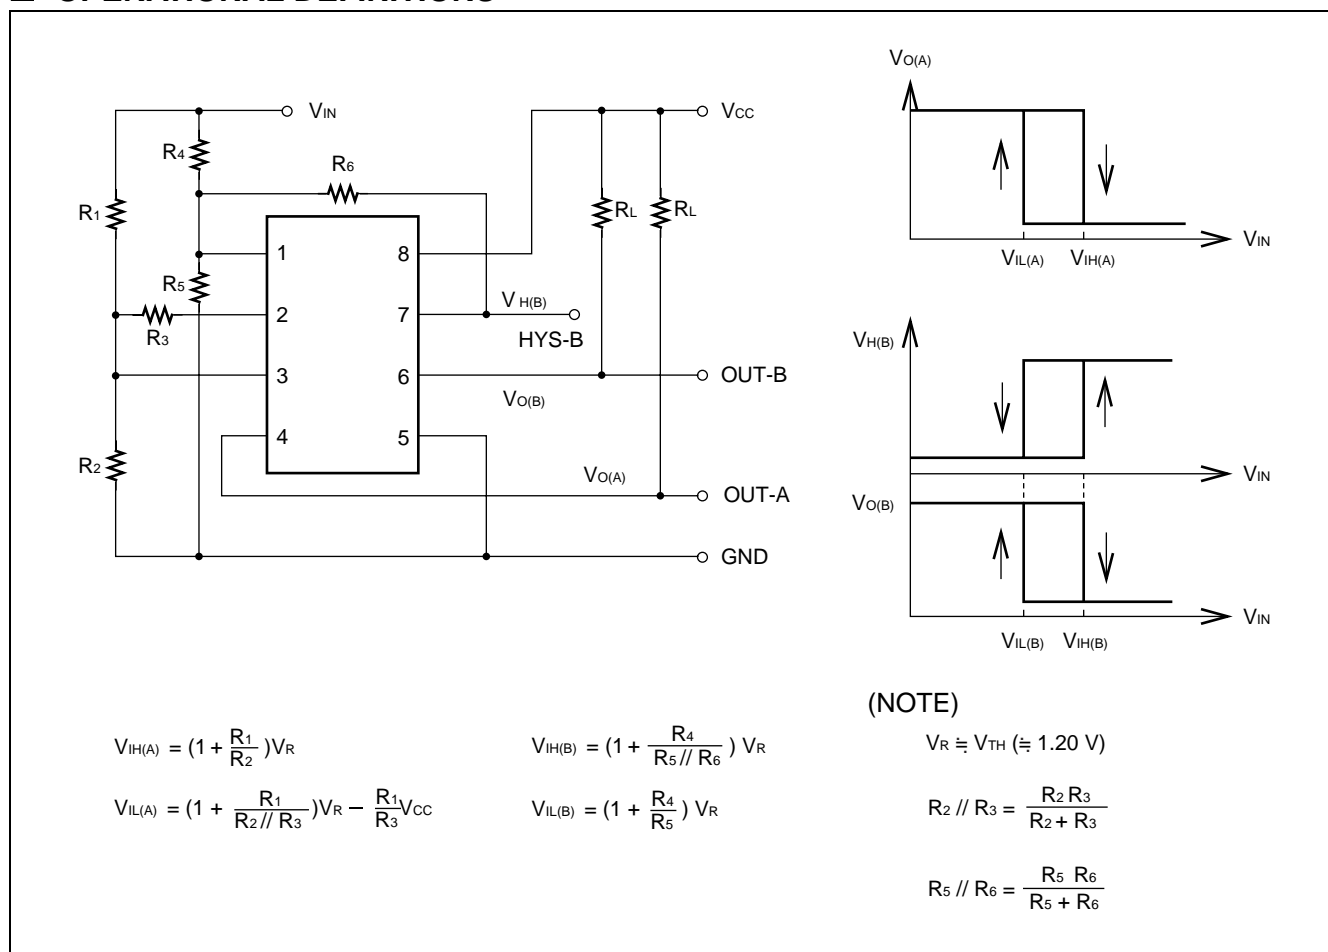 OPERATIONAL DEFINITIONS
VIN
R4
R6
R1
R5
R3
R2
1
2
3
4
8
7
6
5
V H(B)
HYS-B
VO(B)
VO(A)
RL
RL
VCC
OUT-B
OUT-A
GND
VO(A)
VIN
VIL(A) VIH(A)
VH(B)
VIN
VO(B)
VIN
VIL(B) VIH(B)
VIH(A) = (1 + R1/R2)VR
VIL(A) = (1 + R1/(R2 // R3))VR − R1/R3 VCC
VIH(B) = (1 + R4/(R5 // R6)) VR
VIL(B) = (1 + R4/R5) VR
(NOTE)
VR ≒ VTH (≒ 1.20 V)
R2 // R3 = R2 R3/(R2 + R3)
R5 // R6 = R5 R6/(R5 + R6)